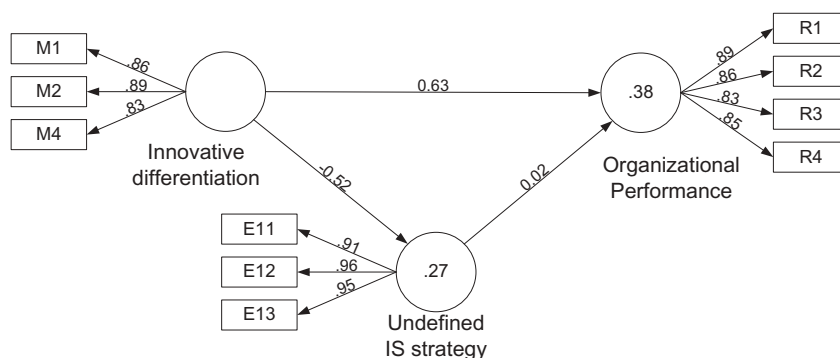 M1
M2
M4
.86
.89
.83
Innovative
differentiation
0.63
-0.52
0.02
.38
Organizational
Performance
.89
.86
.83
.85
R1
R2
R3
R4
E11
E12
E13
.91
.96
.95
.27
Undefined
IS strategy